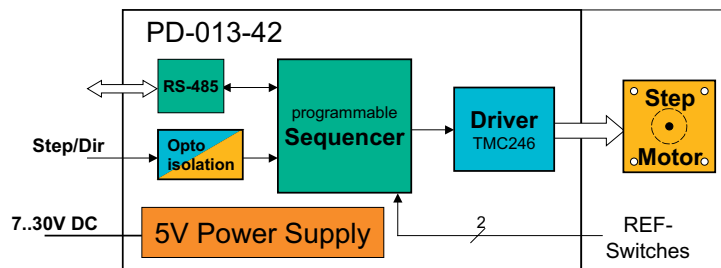 PD-013-42
RS-485
programmable
Sequencer
Driver
TMC246
Step
Motor
Step/Dir
Opto
isolation
7..30V DC
5V Power Supply
2
REF-
Switches